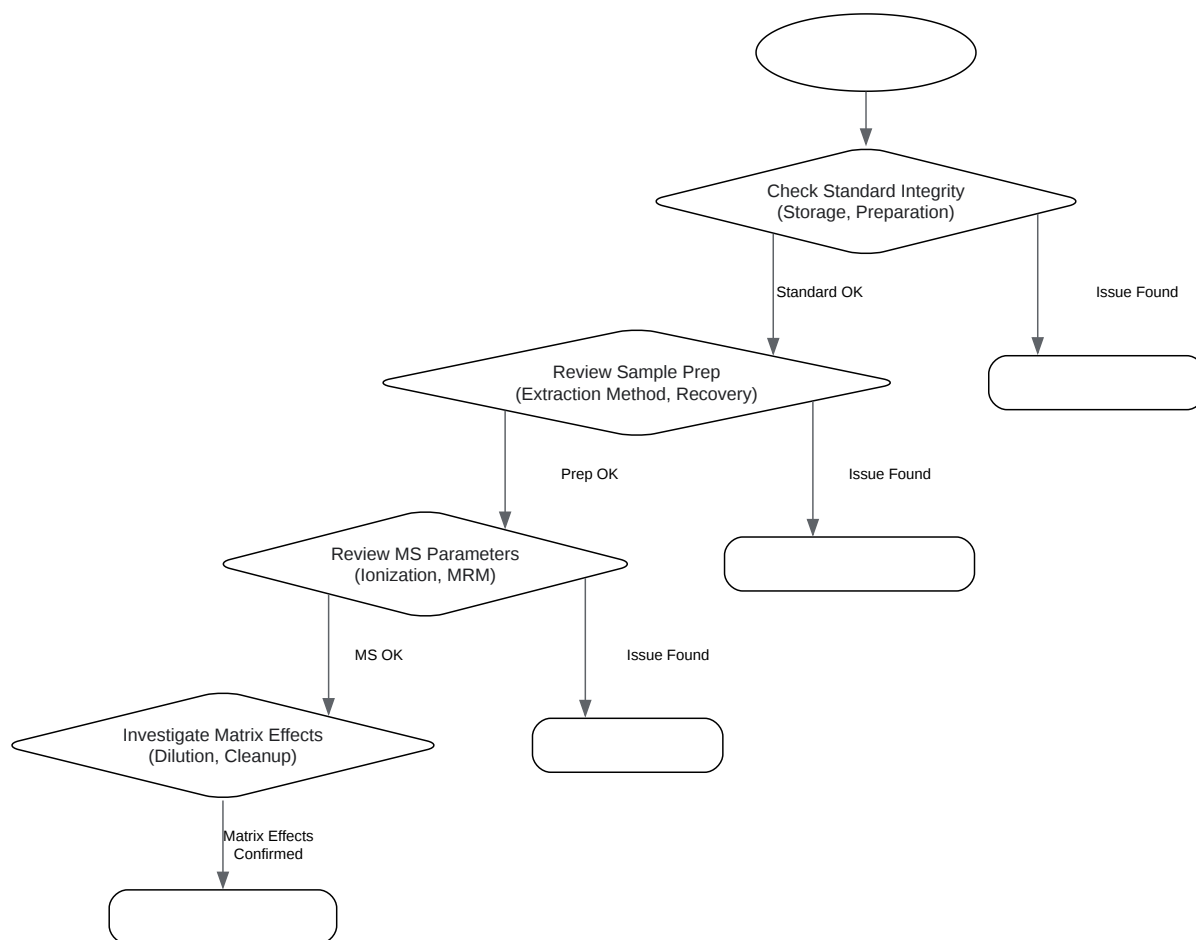 Check Standard Integrity
(Storage, Preparation)
Standard OK
Issue Found
Review Sample Prep
(Extraction Method, Recovery)
Prep OK
Issue Found
Review MS Parameters
(Ionization, MRM)
MS OK
Issue Found
Investigate Matrix Effects
(Dilution, Cleanup)
Matrix Effects
Confirmed